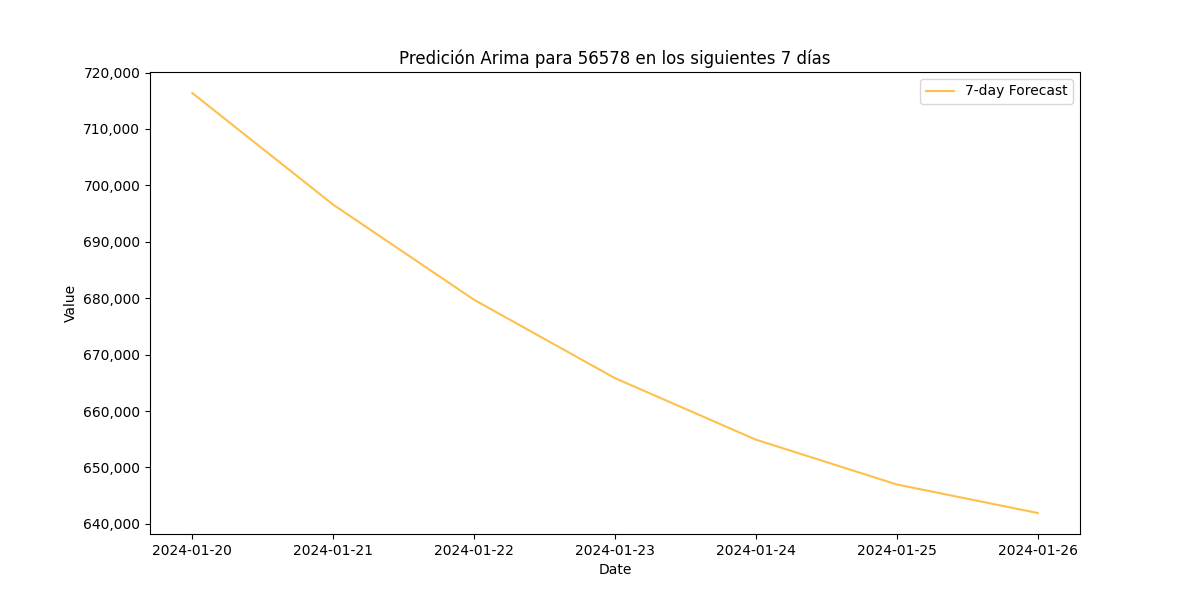 Predición Arima para 56578 en los siguientes 7 días
7-day Forecast
Value
720,000
710,000
700,000
690,000
680,000
670,000
660,000
650,000
640,000
2024-01-20 2024-01-21 2024-01-22 2024-01-23 2024-01-24 2024-01-25 2024-01-26
Date